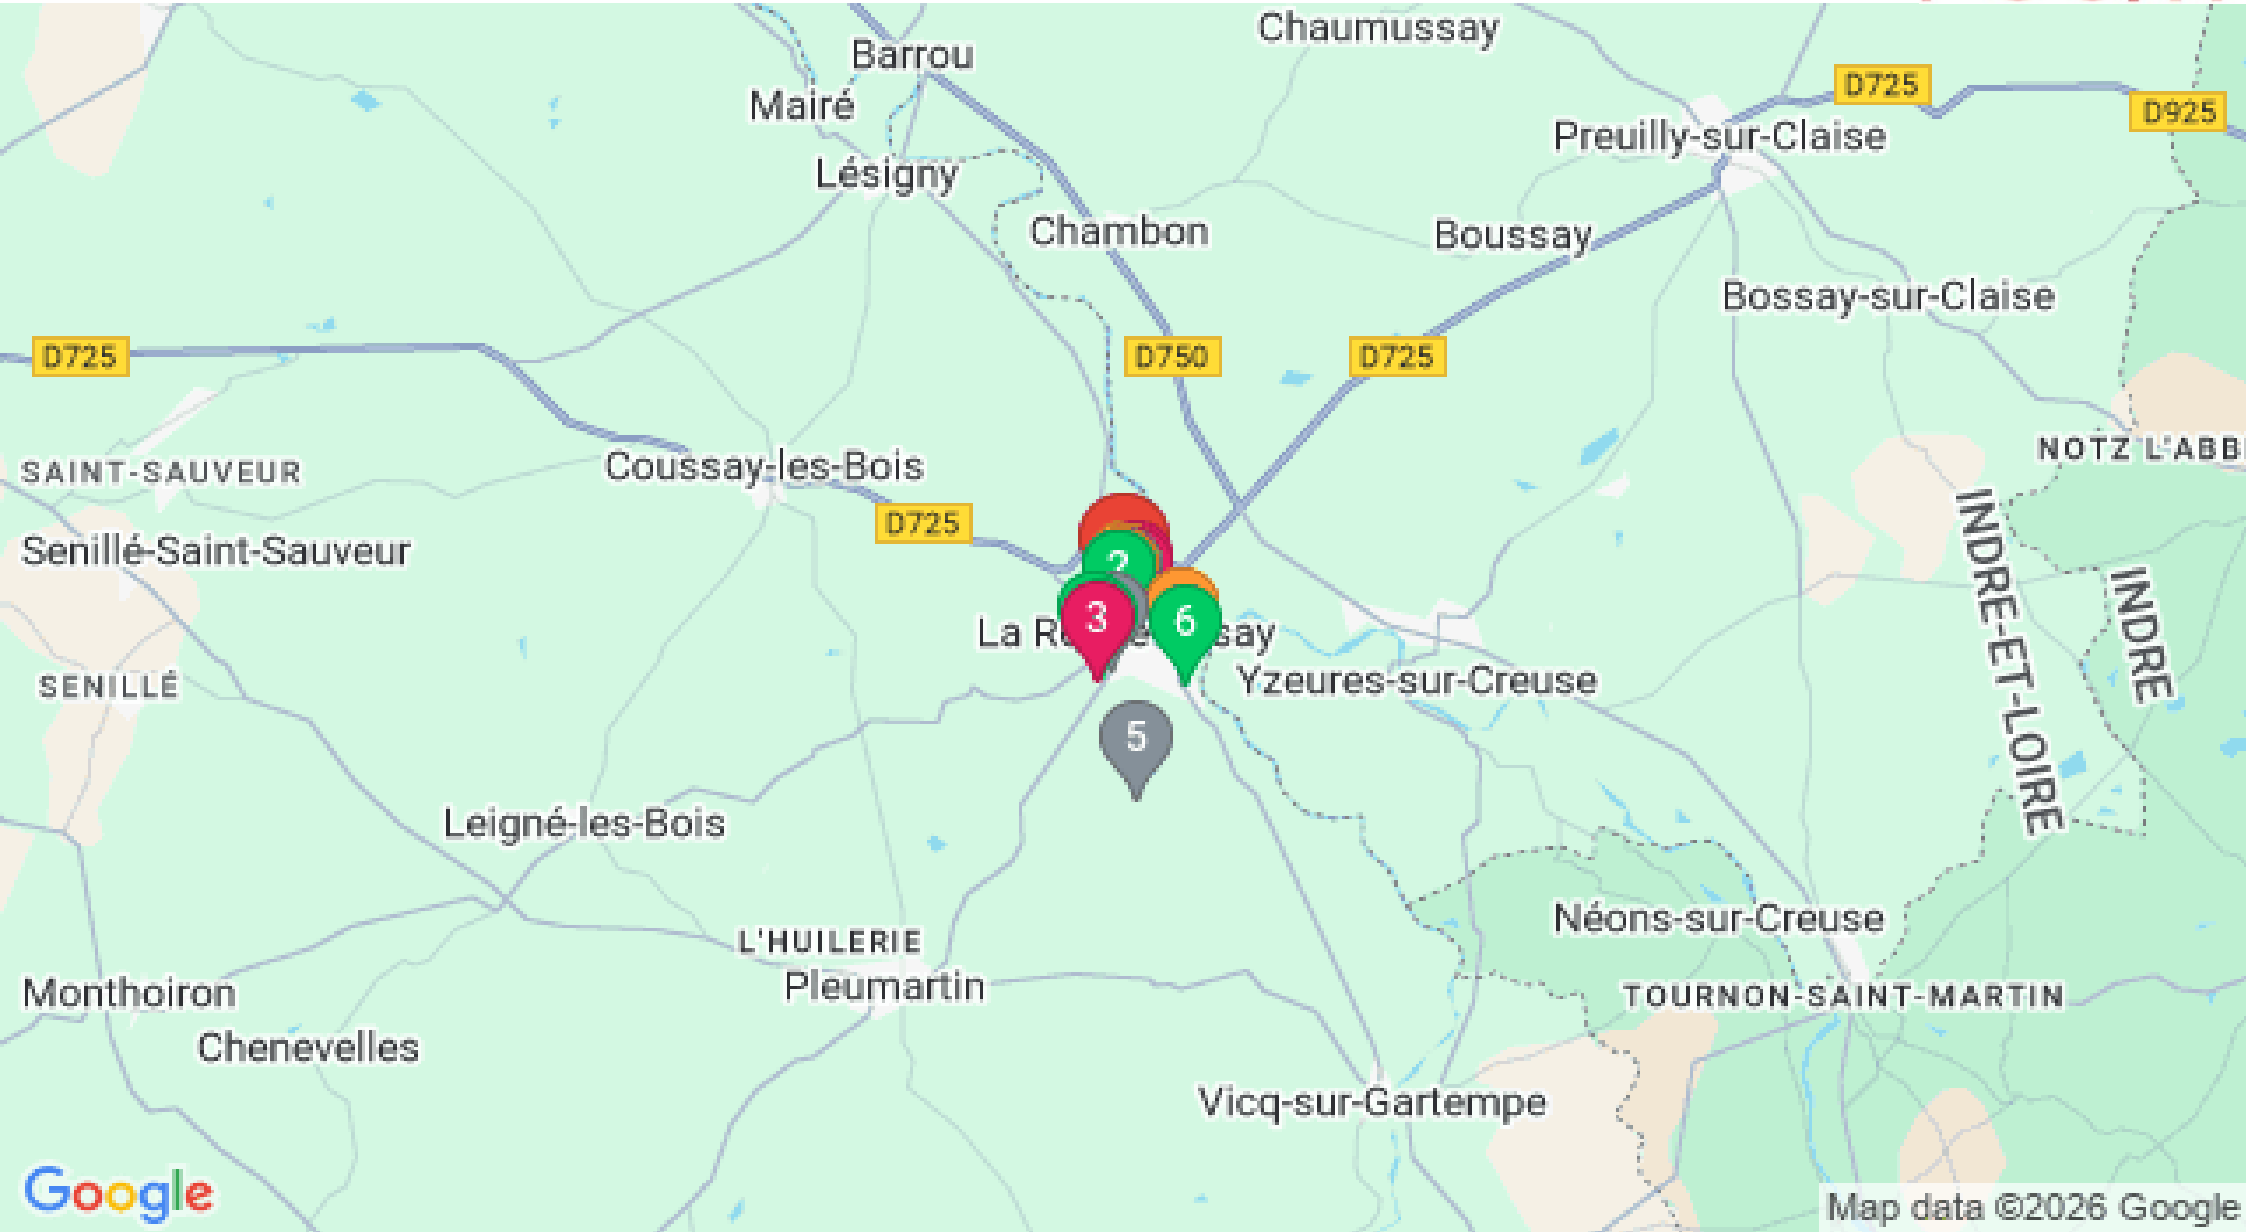 Chaumussay
Barrou
D725
Mairé
D925
Preuilly-sur-Claise
Lésigny
Chambon
Boussay
Bossay-sur-Claise
D725
D750
D725
NOTZ L'ABB
SAINT-SAUVEUR
Coussay-les-Bois
D725
Senillé-Saint-Sauveur
2
3
6
La R
say
INDRE-ET-LOIRE
INDRE
SENILLÉ
Yzeures-sur-Creuse
5
Leigné-les-Bois
Néons-sur-Creuse
L'HUILERIE
Pleumartin
Monthoiron
TOURNON-SAINT-MARTIN
Chenevelles
Vicq-sur-Gartempe
Google
Map data ©2026 Google